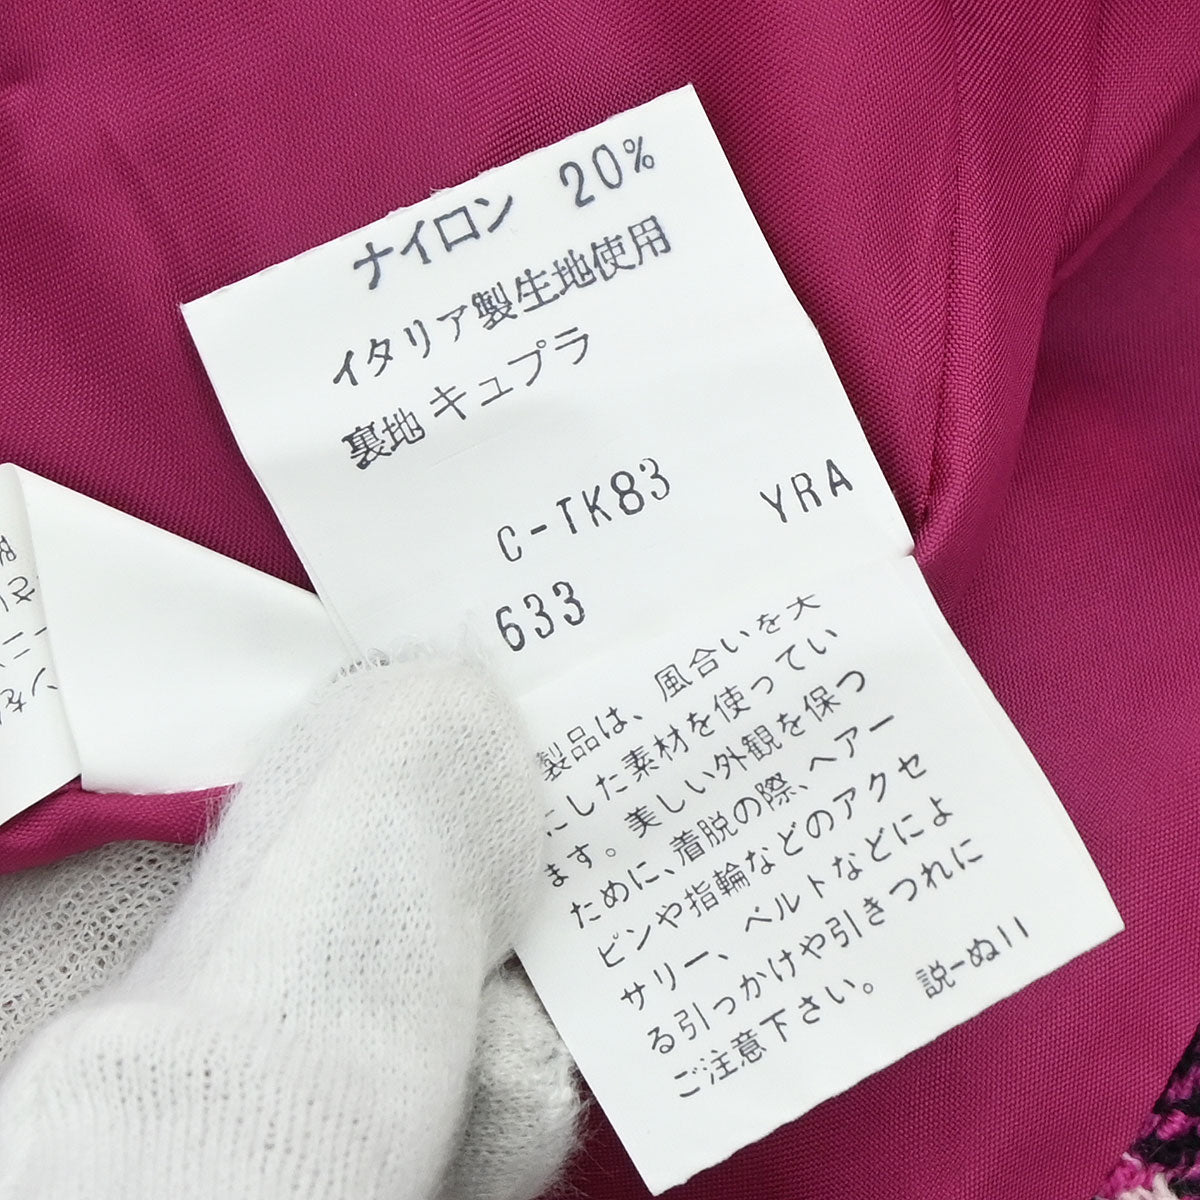 ナイロン 20%
イタリア製生地使用
裏地 キュプラ
C-TK83 YRA
633
製品は、風合いを大
にした素材を使ってい
ます。美しい外観を保つ
ために、着脱の際、ヘアー
ピンや指輪などのアクセ
サリー、ベルトなどによ
る引っかけや引きつれに
ご注意下さい。 説ーぬ11